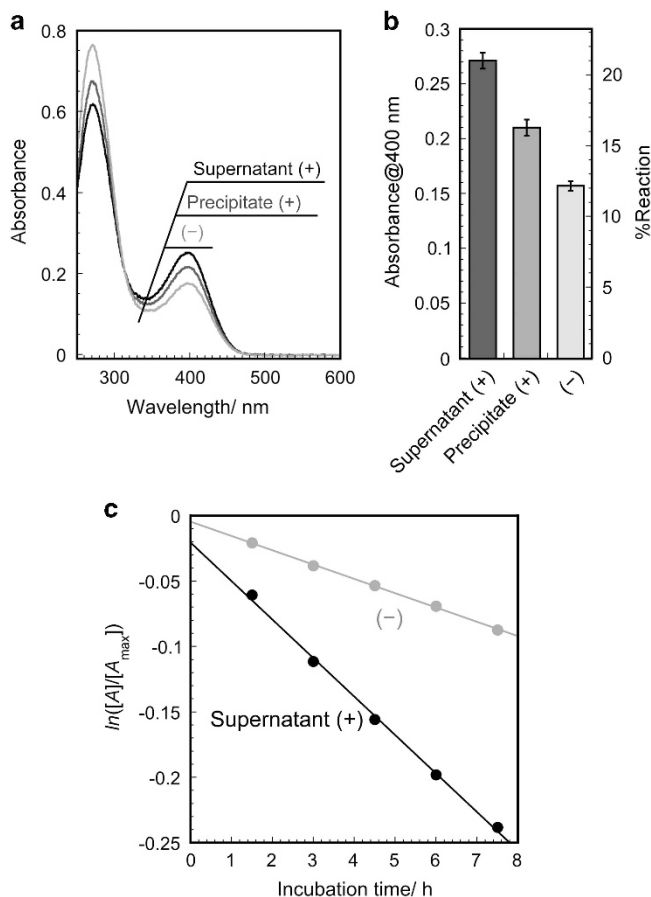 a
0.8
0.6
0.4
0.2
0
Absorbance
Supernatant (+)
Precipitate (+)
(−)
300
400
500
600
Wavelength/ nm
b
0.3
0.25
0.2
0.15
0.1
0.05
0
Absorbance@400 nm
20
15
10
5
0
%Reaction
Supernatant (+)
Precipitate (+)
(−)
c
0
-0.05
-0.1
-0.15
-0.2
-0.25
ln([A]/[Amax])
(−)
Supernatant (+)
0 1 2 3 4 5 6 7 8
Incubation time/ h